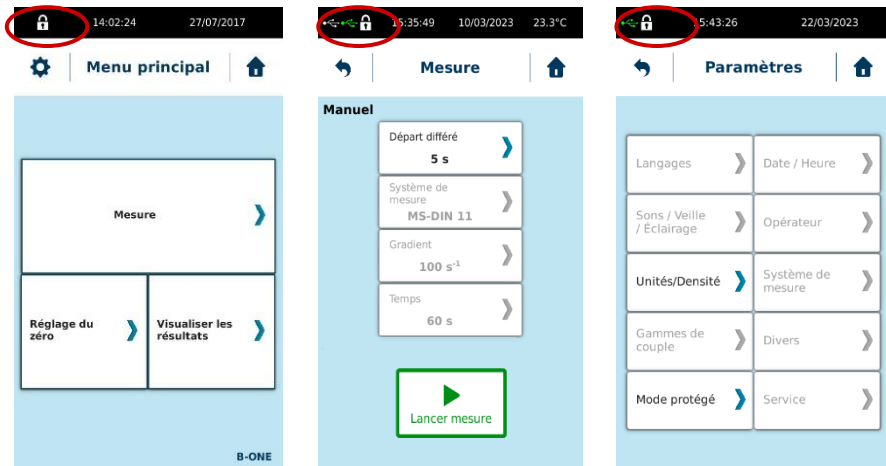 14:02:24 27/07/2017
Menu principal
Mesure
Réglage du
zéro
Visualiser les
résultats
B-ONE
15:35:49 10/03/2023 23.3°C
Mesure
Manuel
Départ différé
5 s
Système de
mesure
MS-DIN 11
Gradient
100 s⁻¹
Temps
60 s
Lancer mesure
15:43:26 22/03/2023
Paramètres
Langages
Date / Heure
Sons / Veille
/ Éclairage
Opérateur
Unités/Densité
Système de
mesure
Gammes de
couple
Divers
Mode protégé
Service